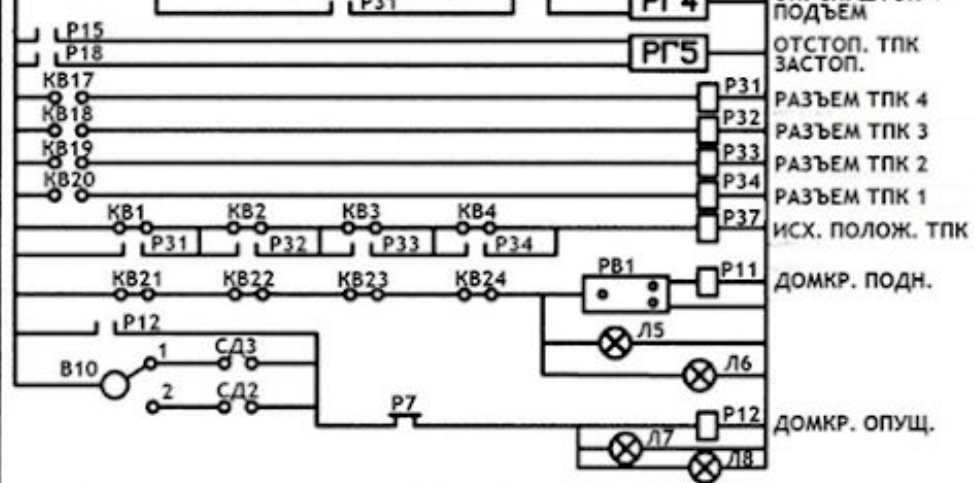 Р31
РГ4
ПОДЪЕМ
Р15
Р18
РГ5
ОТСТОП. ТПК
ЗАСТОП.
КВ17
Р31
РАЗЪЕМ ТПК 4
КВ18
Р32
РАЗЪЕМ ТПК 3
КВ19
Р33
РАЗЪЕМ ТПК 2
КВ20
Р34
РАЗЪЕМ ТПК 1
КВ1 КВ2 КВ3 КВ4
Р37
ИСХ. ПОЛОЖ. ТПК
Р31 Р32 Р33 Р34
КВ21 КВ22 КВ23 КВ24
РВ1
Р11
ДОМКР. ПОДН.
Р12
Л5
В10
1
СД3
Л6
2
СД2
Р7
Р12
ДОМКР. ОПУЩ.
Л7
Л8